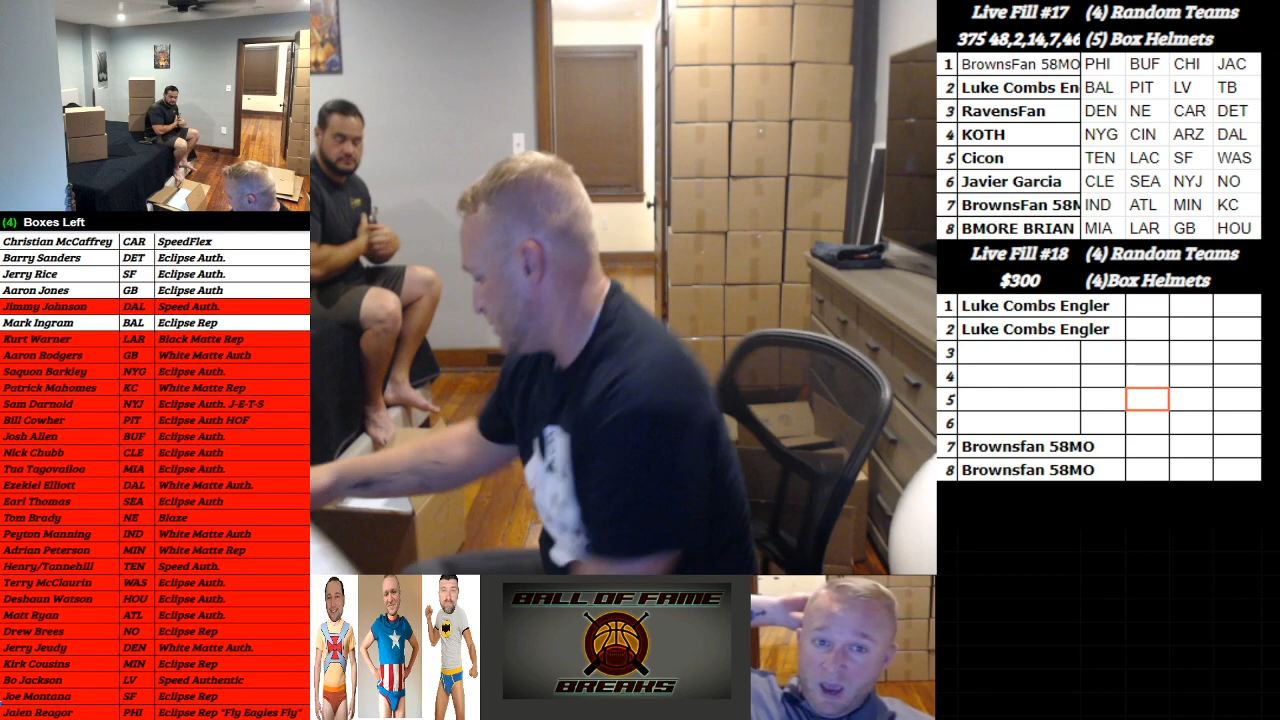 (4) Boxes Left
Christian McCaffrey CAR SpeedFlex
Barry Sanders DET Eclipse Auth.
Jerry Rice SF Eclipse Auth.
Aaron Jones GB Eclipse Auth
Jimmy Johnson DAL Speed Auth.
Mark Ingram BAL Eclipse Rep
Kurt Warner LAR Black Matte Rep
Aaron Rodgers GB White Matte Auth
Saquon Barkley NYG Eclipse Auth.
Patrick Mahomes KC White Matte Rep
Sam Darnold NYJ Eclipse Auth. J-E-T-S
Bill Cowher PIT Eclipse Auth HOF
Josh Allen BUF Eclipse Auth.
Nick Chubb CLE Eclipse Auth
Tua Tagovailoa MIA Eclipse Auth.
Ezekiel Elliott DAL White Matte Auth.
Earl Thomas SEA Eclipse Auth
Tom Brady NE Blaze
Peyton Manning IND White Matte Auth
Adrian Peterson MIN White Matte Rep
Henry/Tannehill TEN Speed Auth.
Terry McClaurin WAS Eclipse Auth.
Deshaun Watson HOU Eclipse Auth.
Matt Ryan ATL Eclipse Auth.
Drew Brees NO Eclipse Rep
Jerry Jeudy DEN White Matte Auth.
Kirk Cousins MIN Eclipse Rep
Bo Jackson LV Speed Authentic
Joe Montana SF Eclipse Rep
Jalen Reagor PHI Eclipse Rep "Fly Eagles Fly"
BALL OF FAME
BREAKS
Live Fill #17 (4) Random Teams
375 48,2,14,7,46 (5) Box Helmets
1 BrownsFan 58MO PHI BUF CHI JAC
2 Luke Combs En BAL PIT LV TB
3 RavensFan DEN NE CAR DET
4 KOTH NYG CIN ARZ DAL
5 Cicon TEN LAC SF WAS
6 Javier Garcia CLE SEA NYJ NO
7 BrownsFan 58M IND ATL MIN KC
8 BMORE BRIAN MIA LAR GB HOU
Live Fill #18 (4) Random Teams
$300 (4)Box Helmets
1 Luke Combs Engler
2 Luke Combs Engler
3
4
5
6
7 Brownsfan 58MO
8 Brownsfan 58MO